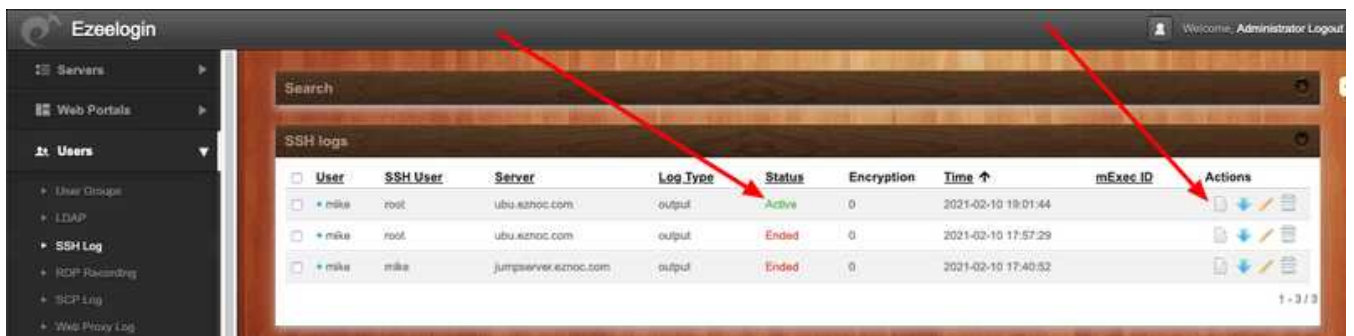 Ezeelogin
Welcome, Administrator Logout
Servers
Web Portals
Users
User Groups
LDAP
SSH Log
RDP Recording
SCP Log
Web Proxy Log
Search
SSH logs
User SSH User Server Log Type Status Encryption Time ↑ mExec ID Actions
mike root ubu.eznoc.com output Active 0 2021-02-10 19:01:44
mike root ubu.eznoc.com output Ended 0 2021-02-10 17:57:29
mike mike jumpserver.eznoc.com output Ended 0 2021-02-10 17:40:52
1 - 3 / 3